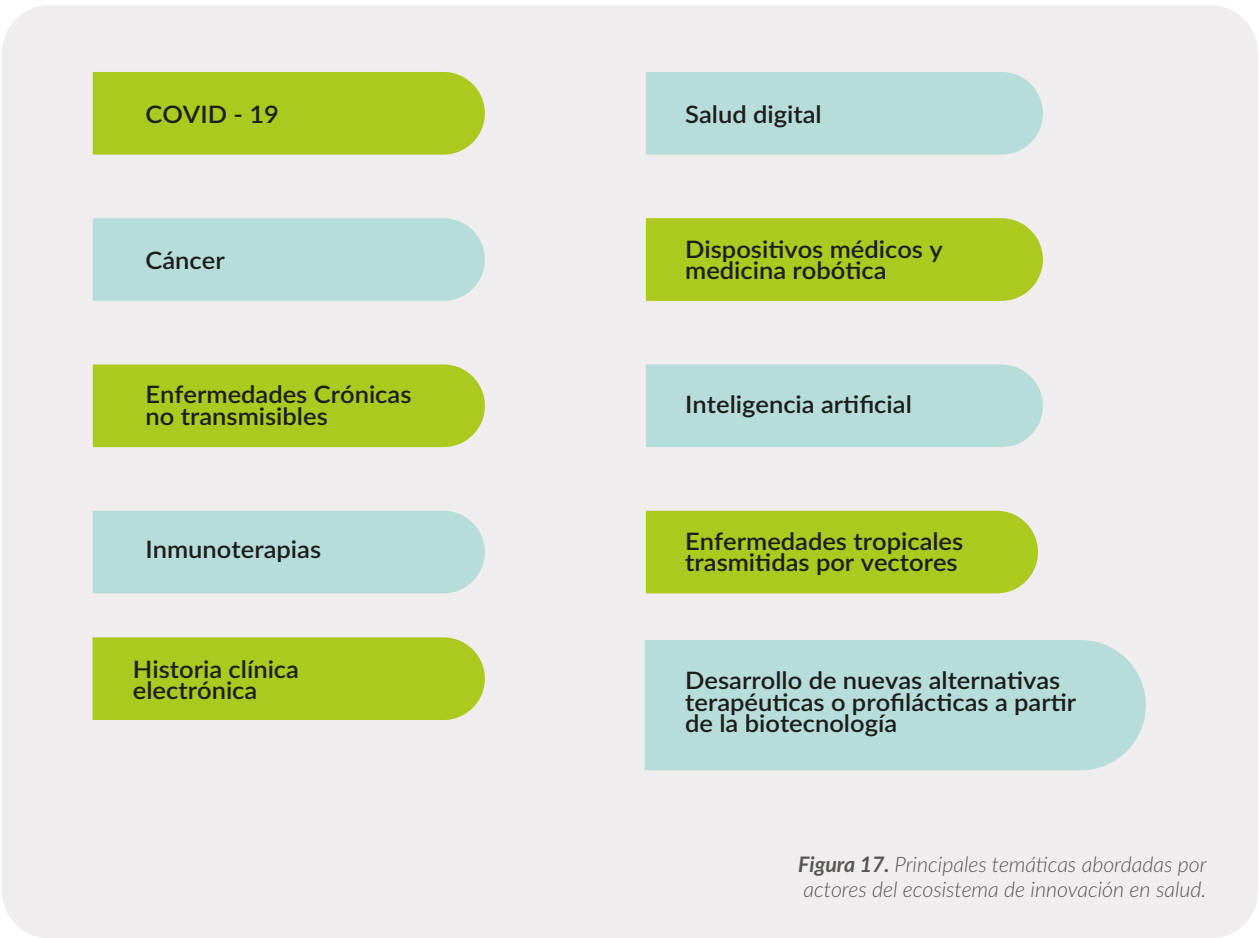 COVID - 19
Salud digital
Cáncer
Dispositivos médicos y
medicina robótica
Enfermedades Crónicas
no transmisibles
Inteligencia artificial
Inmunoterapias
Enfermedades tropicales
trasmitidas por vectores
Historia clínica
electrónica
Desarrollo de nuevas alternativas
terapéuticas o profilácticas a partir
de la biotecnología
Figura 17. Principales temáticas abordadas por
actores del ecosistema de innovación en salud.